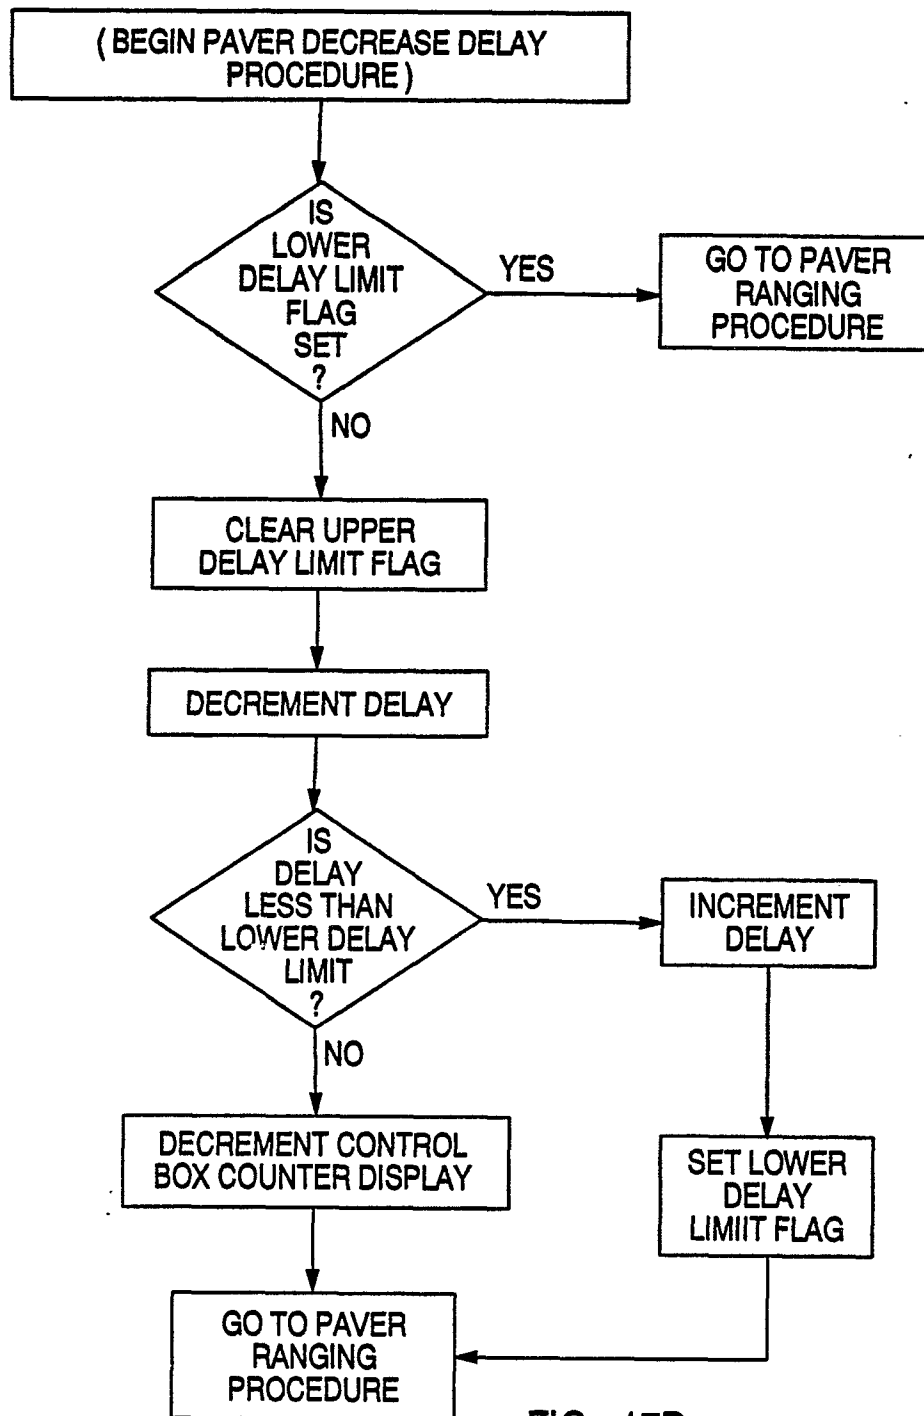 ( BEGIN PAVER DECREASE DELAY
PROCEDURE )
IS
LOWER
DELAY LIMIT
FLAG
SET
?
YES
GO TO PAVER
RANGING
PROCEDURE
NO
CLEAR UPPER
DELAY LIMIT FLAG
DECREMENT DELAY
IS
DELAY
LESS THAN
LOWER DELAY
LIMIT
?
YES
INCREMENT
DELAY
NO
DECREMENT CONTROL
BOX COUNTER DISPLAY
SET LOWER
DELAY
LIMIIT FLAG
GO TO PAVER
RANGING
PROCEDURE